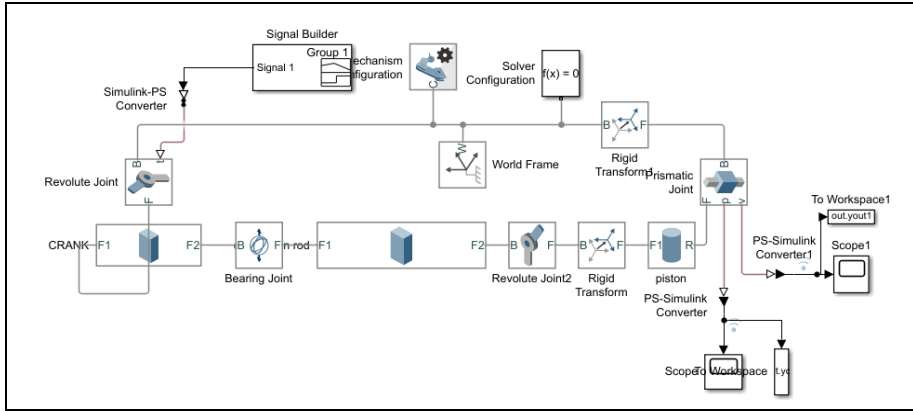 Signal Builder
Group 1
Signal 1
echanism
nfiguration
C
Solver
Configuration
f(x) = 0
Simulink-PS
Converter
B
t
F
Revolute Joint
W
World Frame
B
F
Rigid
Transform1
Prismatic
Joint
B
F
p
v
To Workspace1
out.yout1
Scope1
PS-Simulink
Converter1
CRANK
F1
F2
B
F
Bearing Joint
n rod
F1
F2
B
F
Revolute Joint2
B
F
Rigid
Transform
F1
R
piston
PS-Simulink
Converter
Scope
To Workspace
t.yo